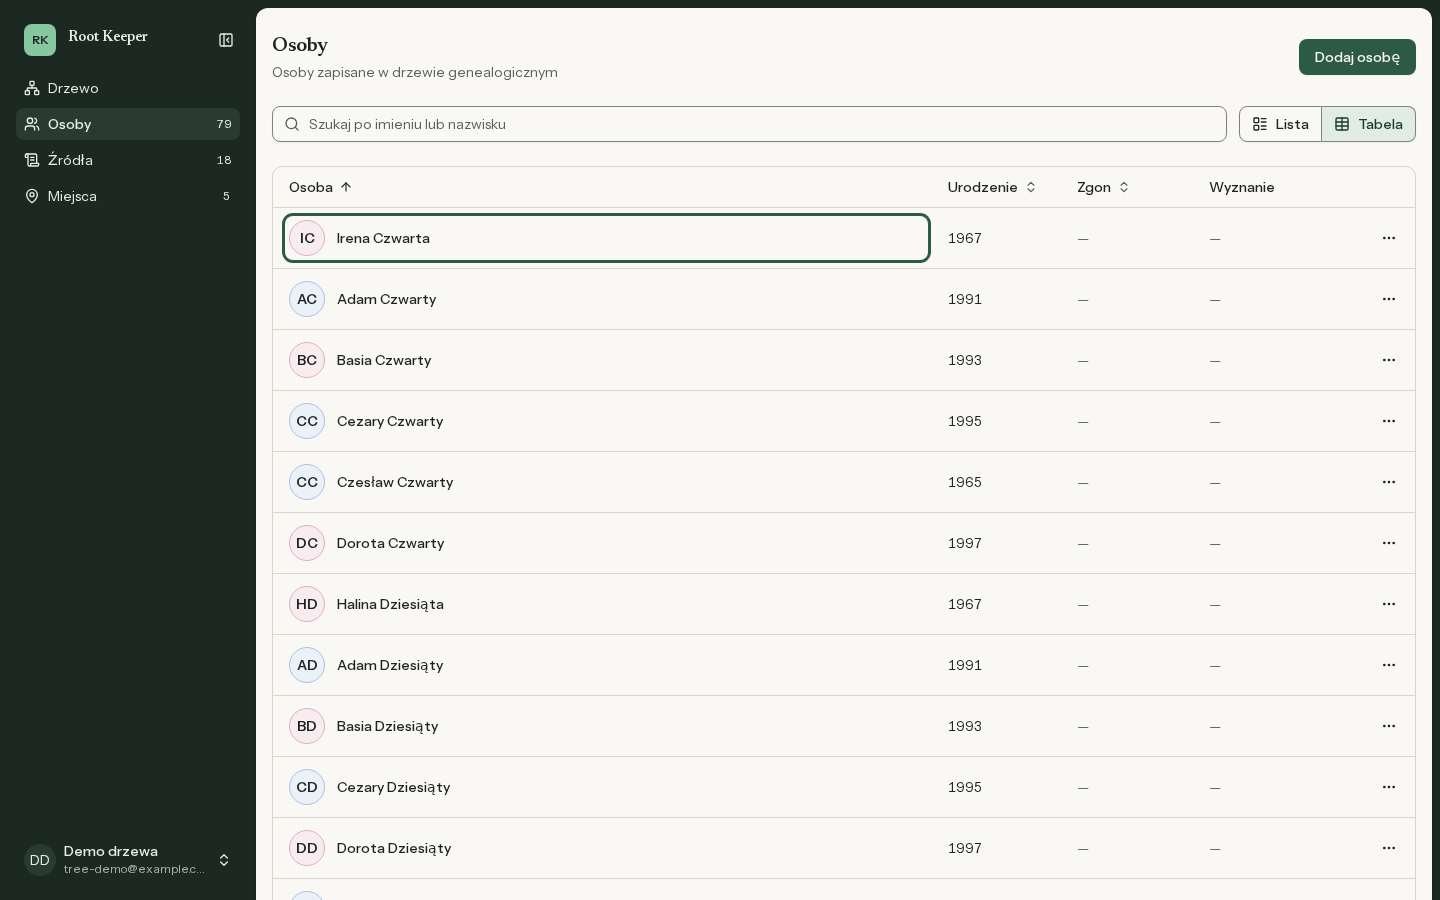 RK Root Keeper
Drzewo
Osoby 79
Źródła 18
Miejsca 5
DD Demo drzewa
tree-demo@example.c...
Osoby
Osoby zapisane w drzewie genealogicznym
Dodaj osobę
Szukaj po imieniu lub nazwisku
Lista Tabela
Osoba Urodzenie Zgon Wyznanie
IC Irena Czwarta 1967 — —
AC Adam Czwarty 1991 — —
BC Basia Czwarty 1993 — —
CC Cezary Czwarty 1995 — —
CC Czesław Czwarty 1965 — —
DC Dorota Czwarty 1997 — —
HD Halina Dziesiąta 1967 — —
AD Adam Dziesiąty 1991 — —
BD Basia Dziesiąty 1993 — —
CD Cezary Dziesiąty 1995 — —
DD Dorota Dziesiąty 1997 — —